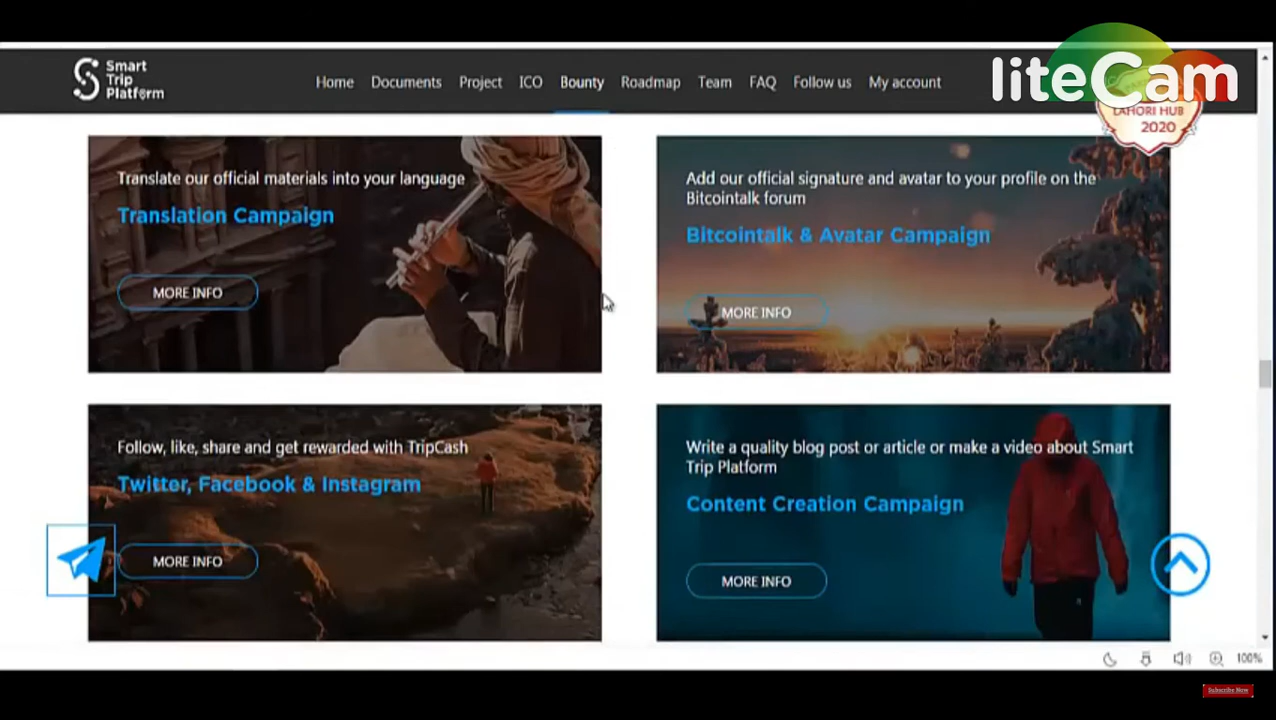 Smart
Trip
Platform
Home Documents Project ICO Bounty Roadmap Team FAQ Follow us My account
liteCam
LAHORI HUB
2020
Translate our official materials into your language
Translation Campaign
MORE INFO
Add our official signature and avatar to your profile on the
Bitcointalk forum
Bitcointalk & Avatar Campaign
MORE INFO
Follow, like, share and get rewarded with TripCash
Twitter, Facebook & Instagram
MORE INFO
Write a quality blog post or article or make a video about Smart
Trip Platform
Content Creation Campaign
MORE INFO
100%
Subscribe Now